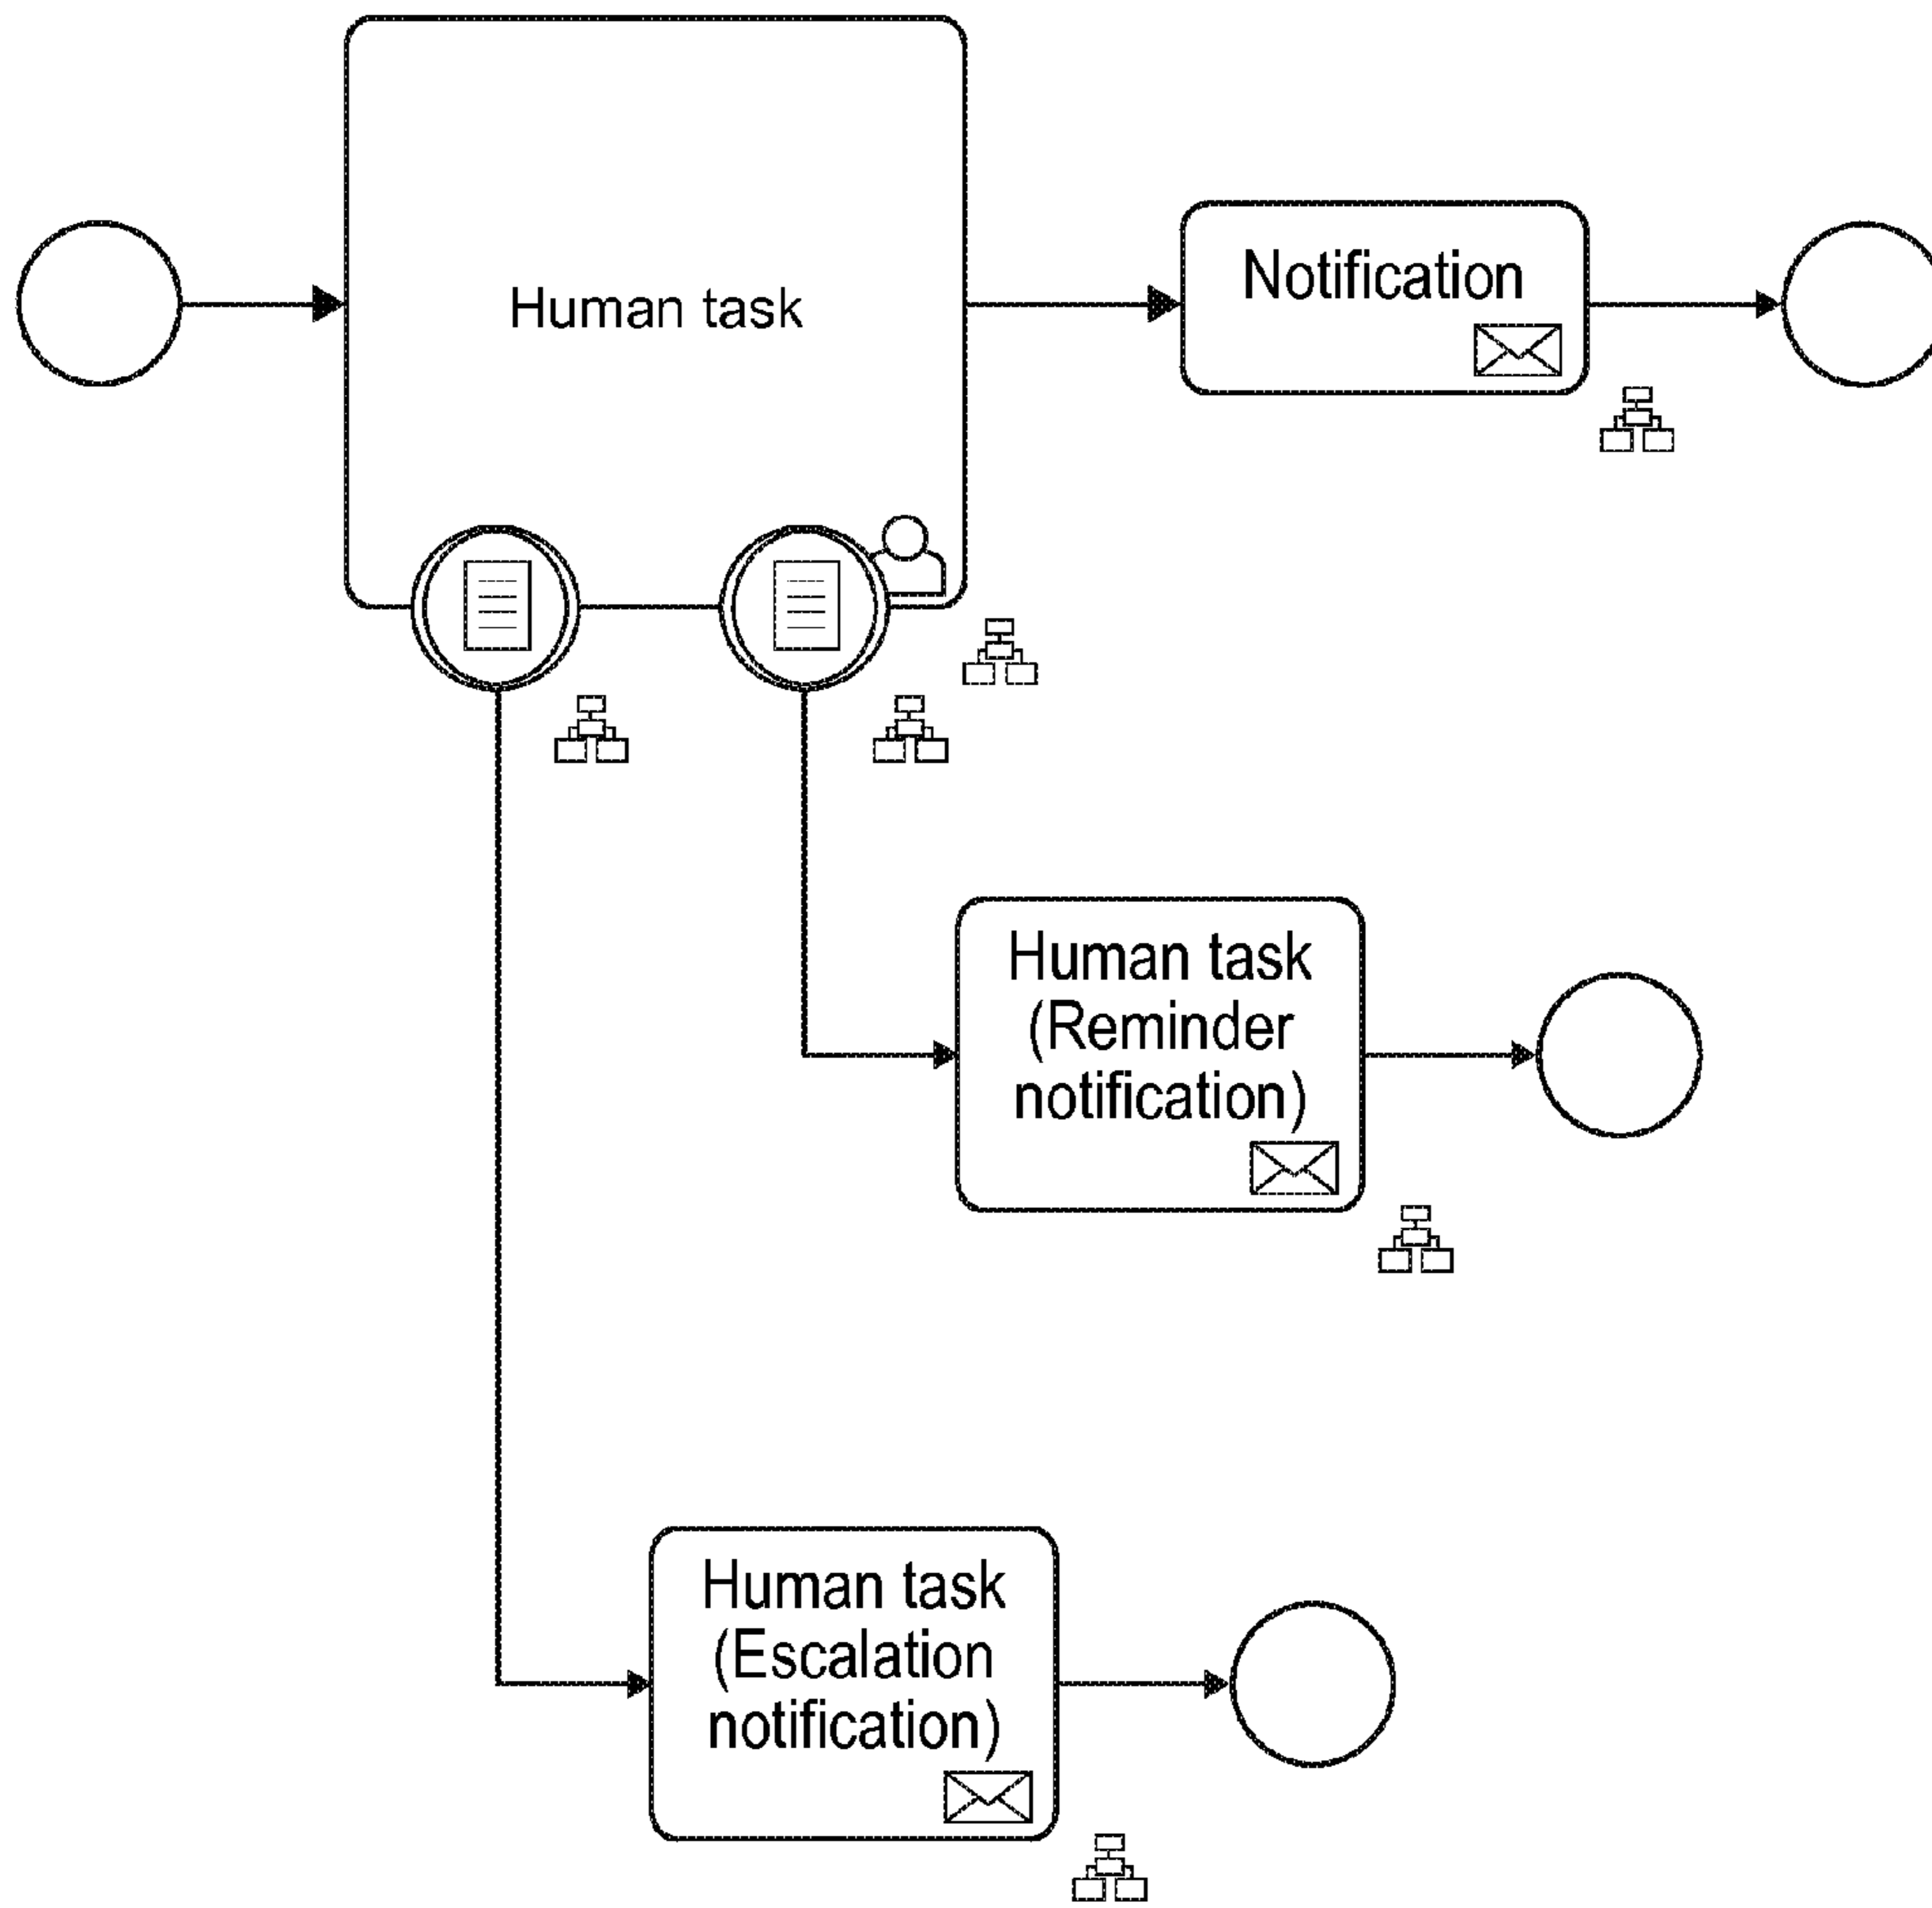 Human task
Notification
Human task
(Reminder
notification)
Human task
(Escalation
notification)